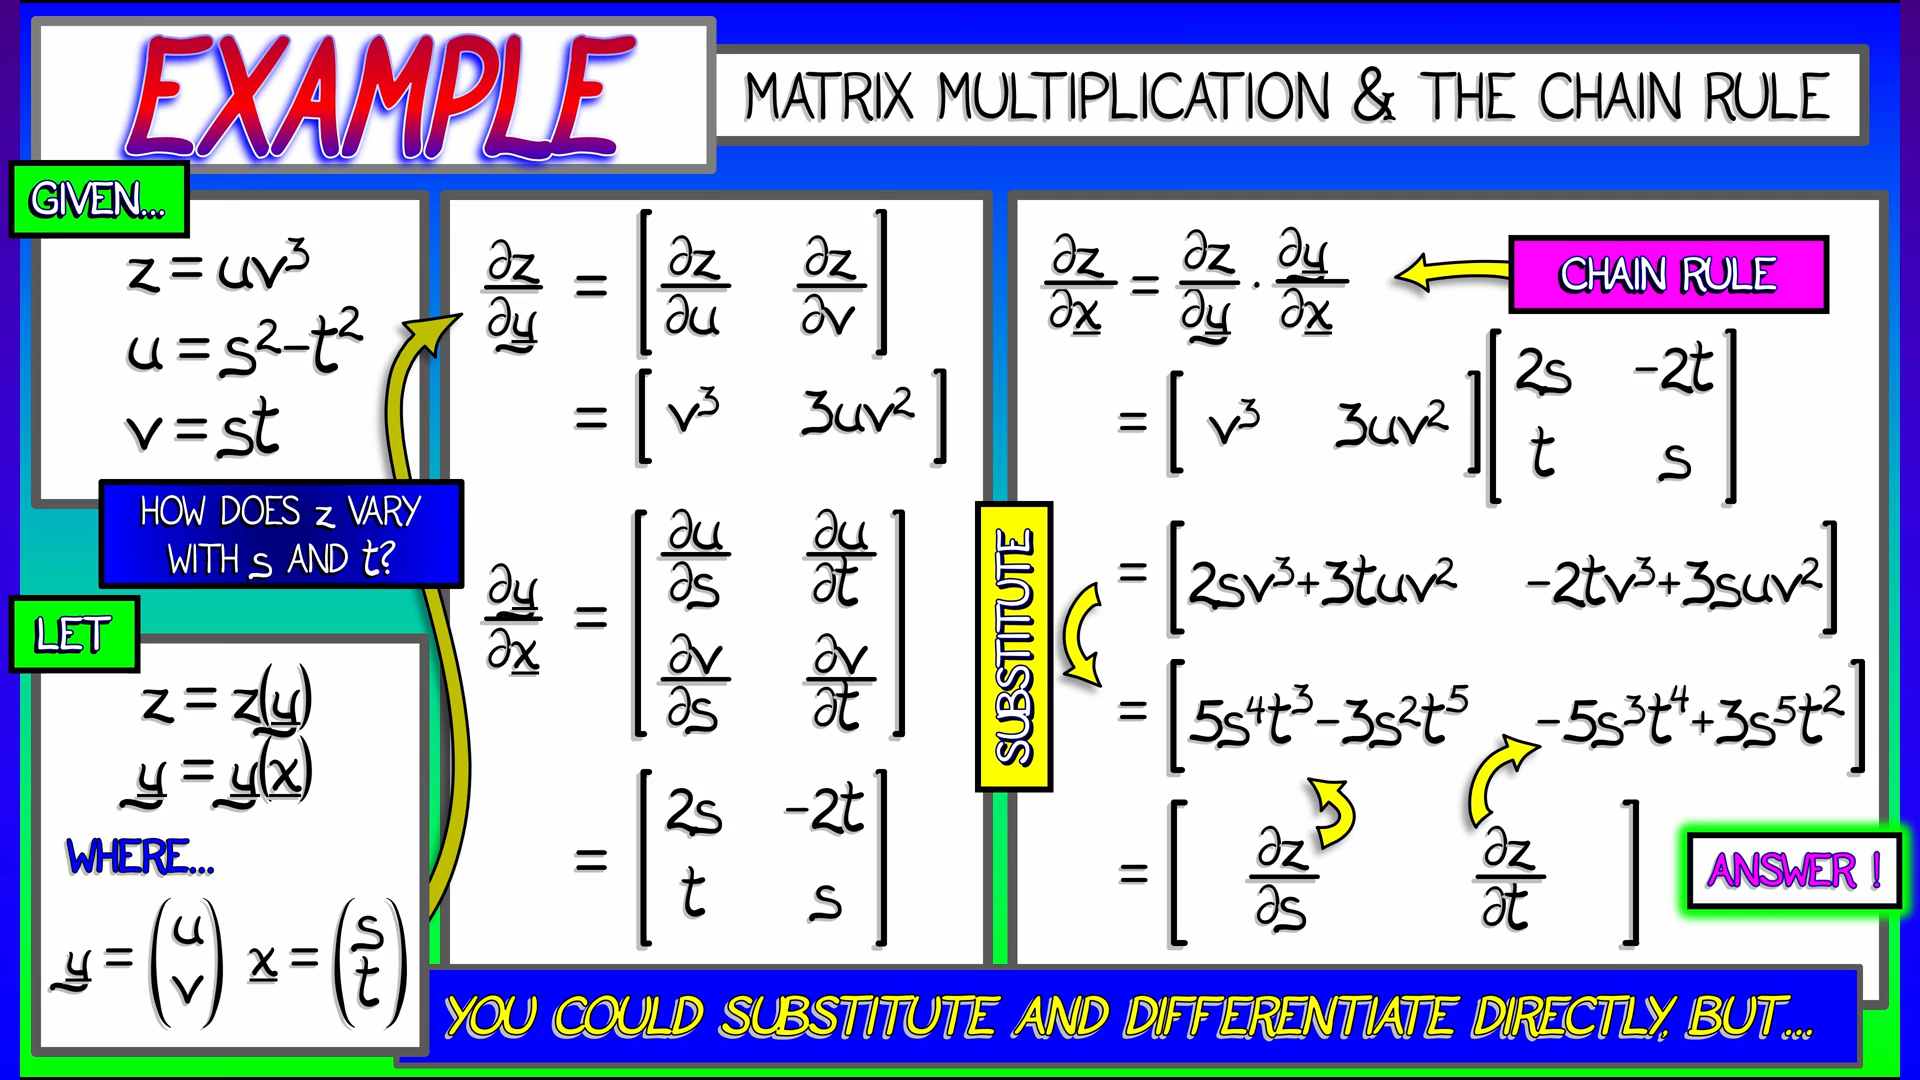 EXAMPLE
MATRIX MULTIPLICATION & THE CHAIN RULE
GIVEN...
z = uv³
u = s²-t²
v = st
HOW DOES z VARY
WITH s AND t?
LET
z = z(y)
y = y(x)
WHERE...
y = (u v) x = (s t)
∂z/∂y = [∂z/∂u ∂z/∂v]
= [v³ 3uv²]
∂y/∂x = [∂u/∂s ∂u/∂t
∂v/∂s ∂v/∂t]
= [2s -2t
t s]
∂z/∂x = ∂z/∂y · ∂y/∂x
CHAIN RULE
= [v³ 3uv²] [2s -2t
t s]
= [2sv³+3tuv² -2tv³+3suv²]
SUBSTITUTE
= [5s⁴t³-3s²t⁵ -5s³t⁴+3s⁵t²]
= [∂z/∂s ∂z/∂t]
ANSWER !
YOU COULD SUBSTITUTE AND DIFFERENTIATE DIRECTLY, BUT...